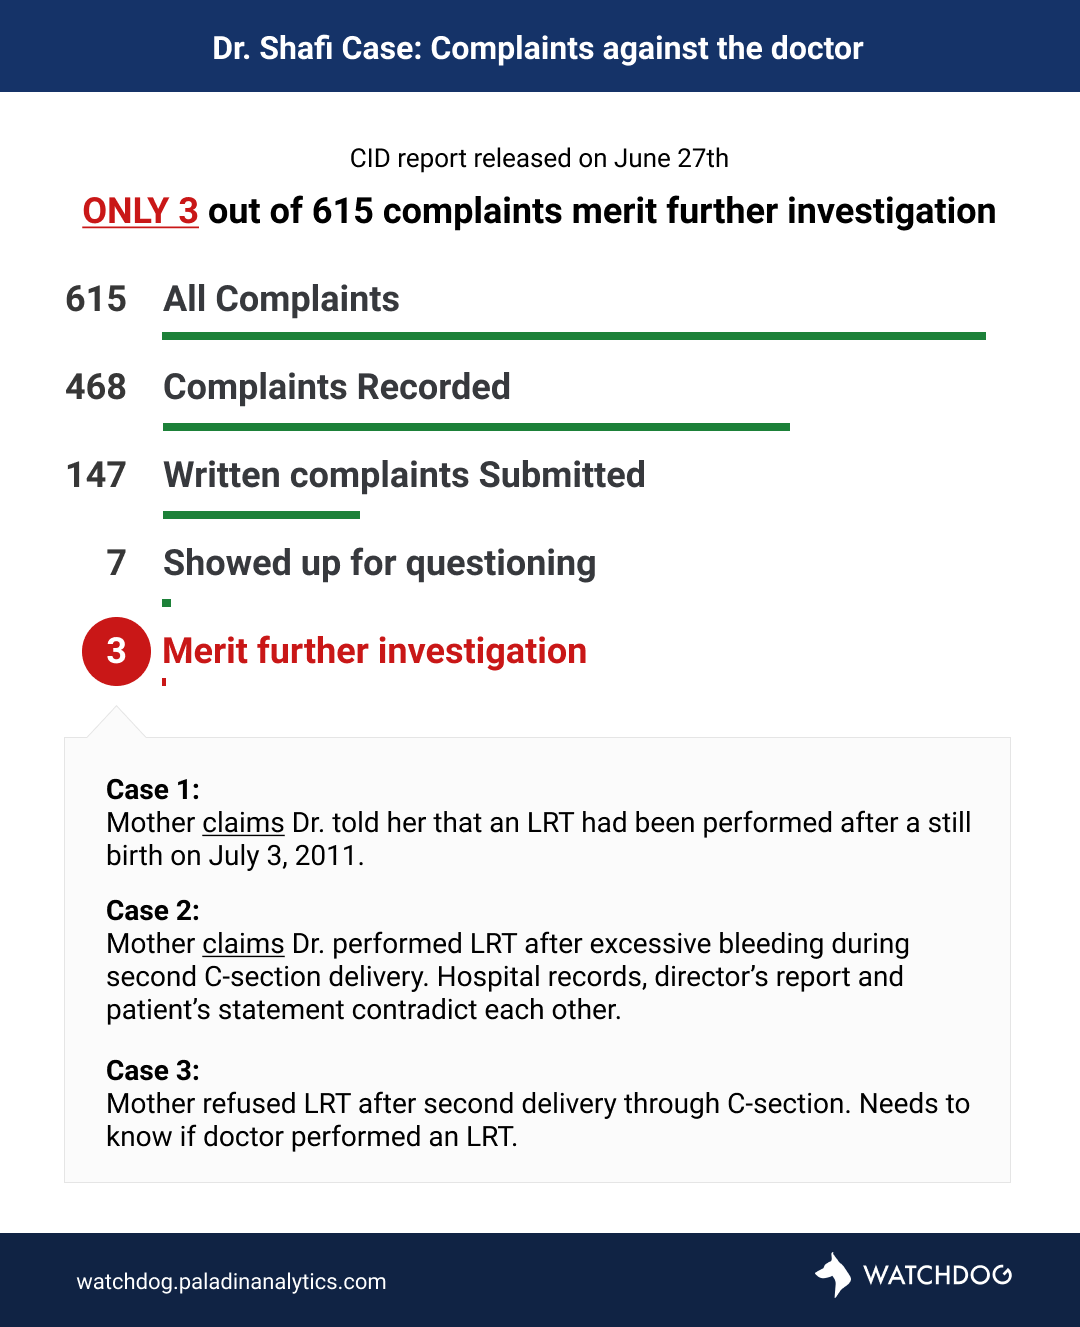 Dr. Shafi Case: Complaints against the doctor
CID report released on June 27th
ONLY 3 out of 615 complaints merit further investigation
615 All Complaints
468 Complaints Recorded
147 Written complaints Submitted
7 Showed up for questioning
3 Merit further investigation
Case 1:
Mother claims Dr. told her that an LRT had been performed after a still
birth on July 3, 2011.
Case 2:
Mother claims Dr. performed LRT after excessive bleeding during
second C-section delivery. Hospital records, director’s report and
patient’s statement contradict each other.
Case 3:
Mother refused LRT after second delivery through C-section. Needs to
know if doctor performed an LRT.
watchdog.paladinanalytics.com
WATCHDOG